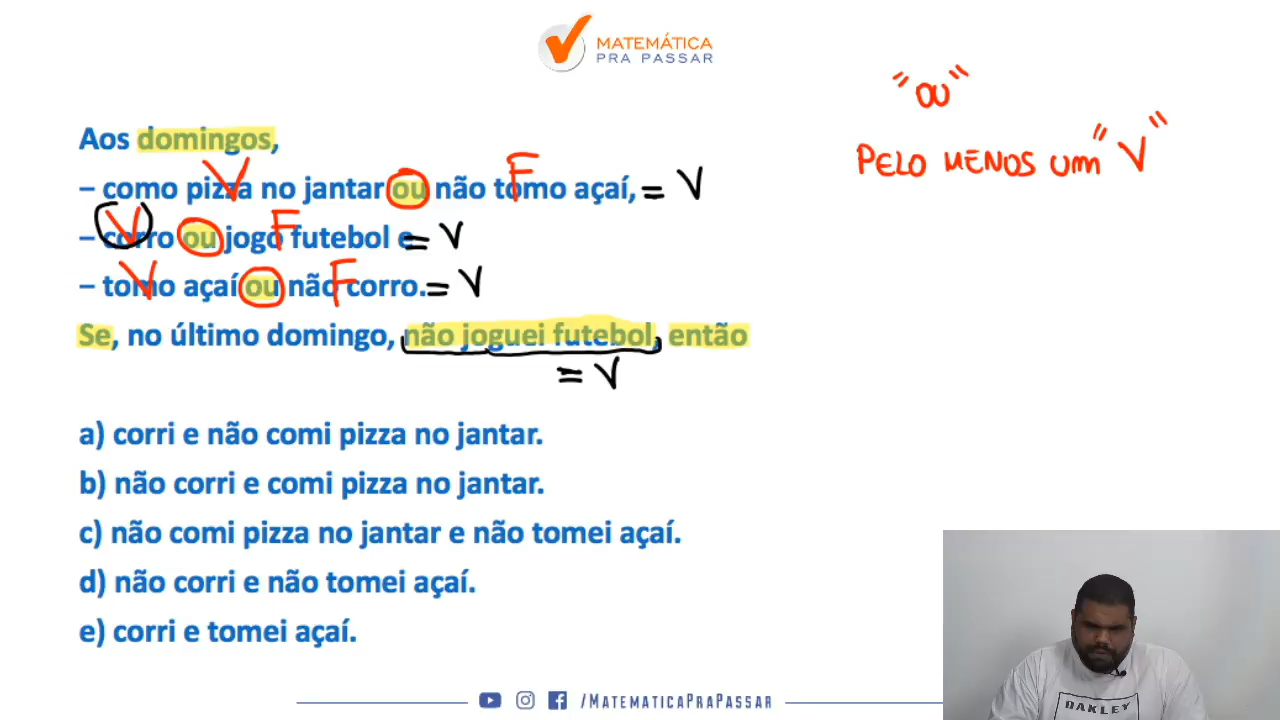 MATEMÁTICA
PRA PASSAR
"OU"
PELO MENOS UM "V"
Aos domingos,
– como pizza no jantar ou não tomo açaí, = V
V F
– corro ou jogo futebol e = V
V F
– tomo açaí ou não corro. = V
V F
Se, no último domingo, não joguei futebol, então
= V
a) corri e não comi pizza no jantar.
b) não corri e comi pizza no jantar.
c) não comi pizza no jantar e não tomei açaí.
d) não corri e não tomei açaí.
e) corri e tomei açaí.
OAKLEY
/MATEMATICAPRAPASSAR